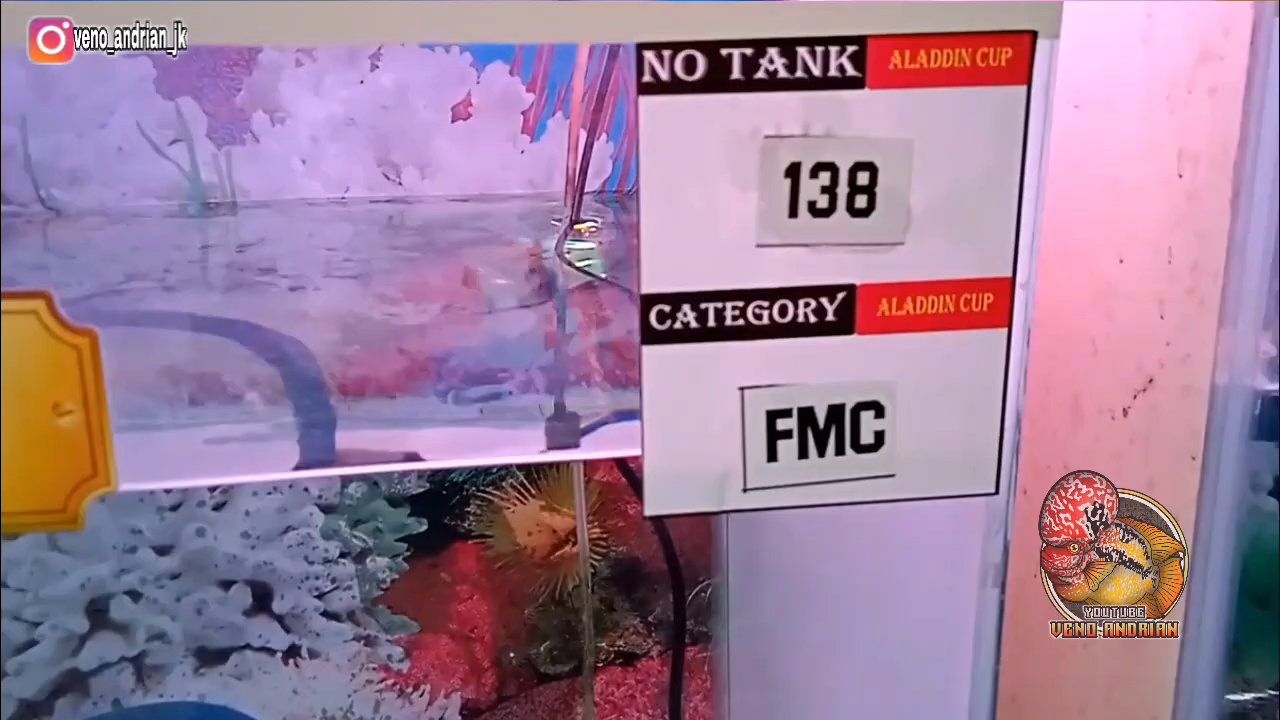 veno_andrian_jk
NO TANK ALADDIN CUP
138
CATEGORY ALADDIN CUP
FMC
YOUTUBE
VENO ANDRIAN